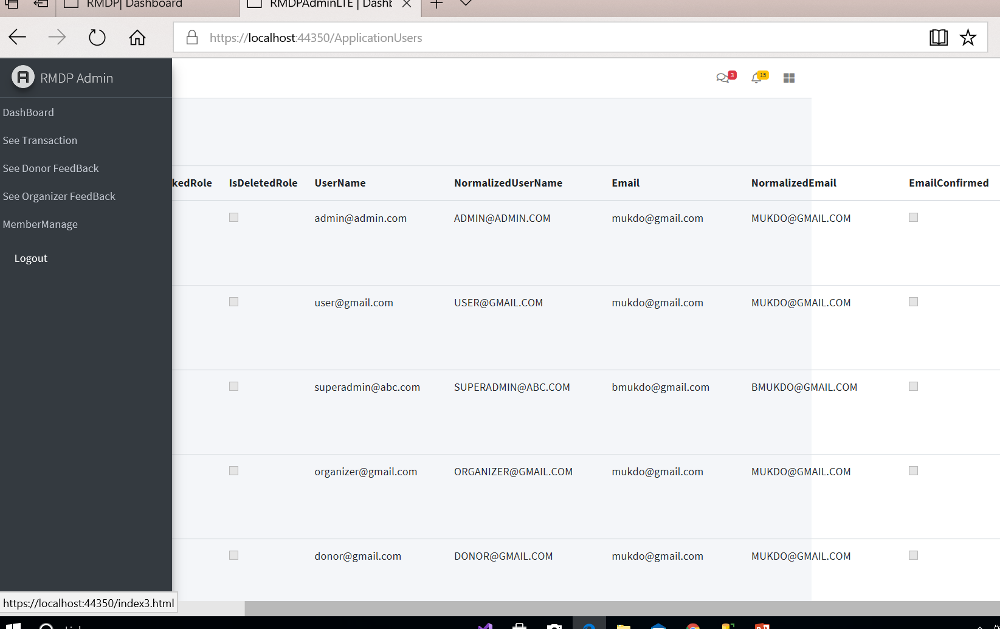 RMDP| Dashboard
RMDPAdminLTE | Dasht
https://localhost:44350/ApplicationUsers
RMDP Admin
3
15
DashBoard
See Transaction
See Donor FeedBack
See Organizer FeedBack
MemberManage
Logout
kedRole IsDeletedRole UserName NormalizedUserName Email NormalizedEmail EmailConfirmed
admin@admin.com ADMIN@ADMIN.COM mukdo@gmail.com MUKDO@GMAIL.COM
user@gmail.com USER@GMAIL.COM mukdo@gmail.com MUKDO@GMAIL.COM
superadmin@abc.com SUPERADMIN@ABC.COM bmukdo@gmail.com BMUKDO@GMAIL.COM
organizer@gmail.com ORGANIZER@GMAIL.COM mukdo@gmail.com MUKDO@GMAIL.COM
donor@gmail.com DONOR@GMAIL.COM mukdo@gmail.com MUKDO@GMAIL.COM
https://localhost:44350/index3.html